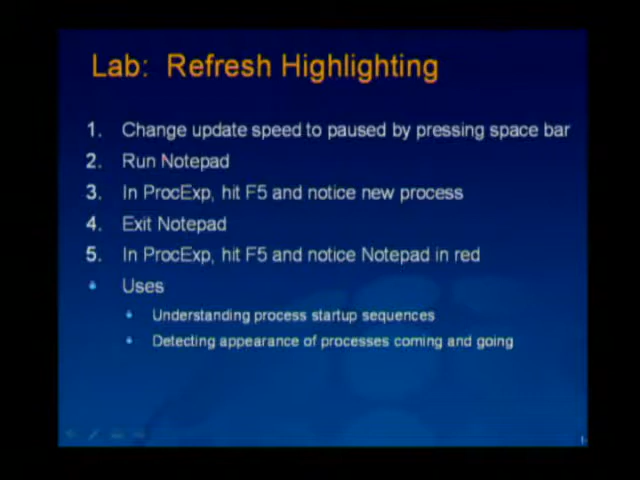 Lab: Refresh Highlighting
1. Change update speed to paused by pressing space bar
2. Run Notepad
3. In ProcExp, hit F5 and notice new process
4. Exit Notepad
5. In ProcExp, hit F5 and notice Notepad in red
Uses
Understanding process startup sequences
Detecting appearance of processes coming and going